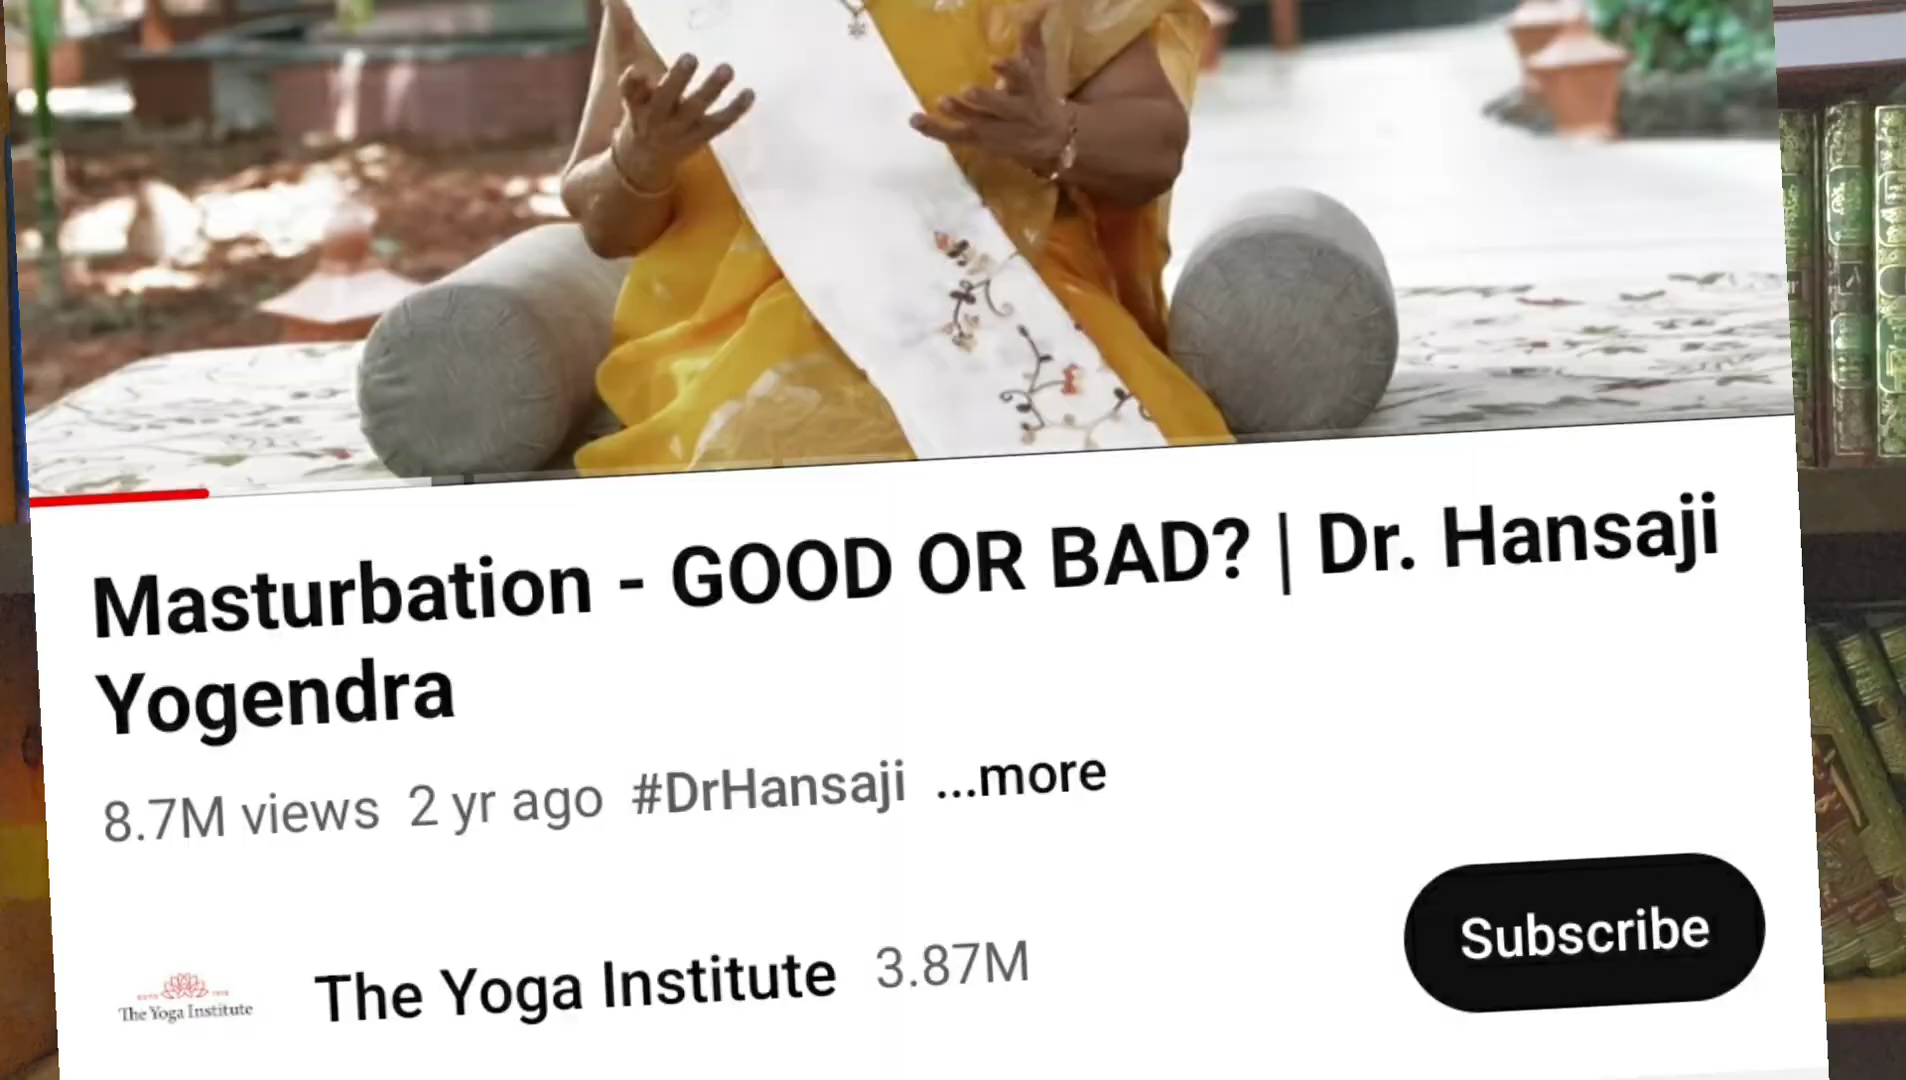 Masturbation - GOOD OR BAD? | Dr. Hansaji
Yogendra
8.7M views 2 yr ago #DrHansaji ...more
The Yoga Institute
The Yoga Institute 3.87M
Subscribe